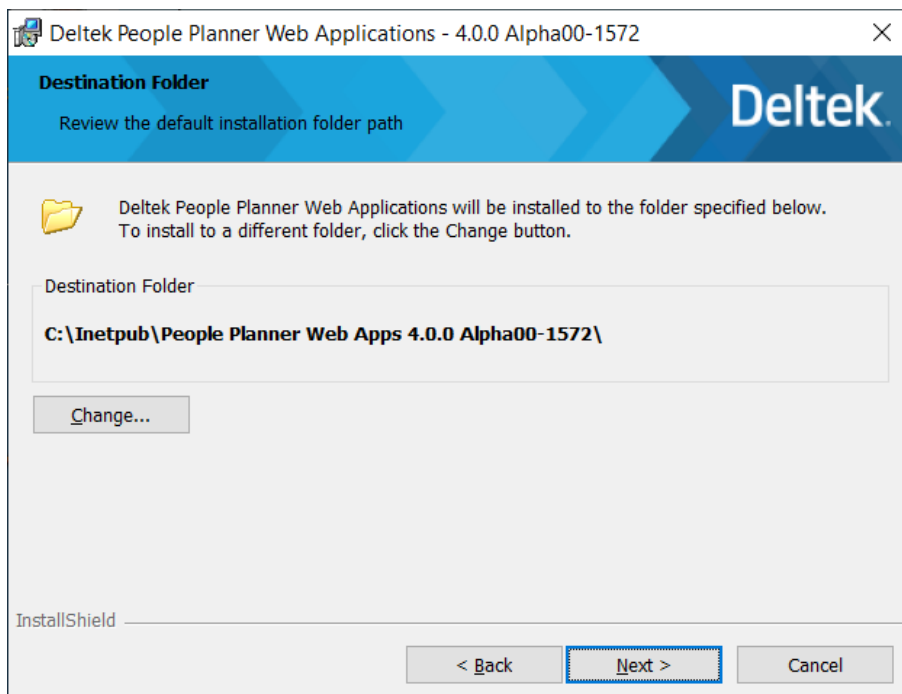 Deltek People Planner Web Applications - 4.0.0 Alpha00-1572
Destination Folder
Review the default installation folder path
Deltek.
Deltek People Planner Web Applications will be installed to the folder specified below.
To install to a different folder, click the Change button.
Destination Folder
C:\Inetpub\People Planner Web Apps 4.0.0 Alpha00-1572\
Change...
InstallShield
< Back
Next >
Cancel